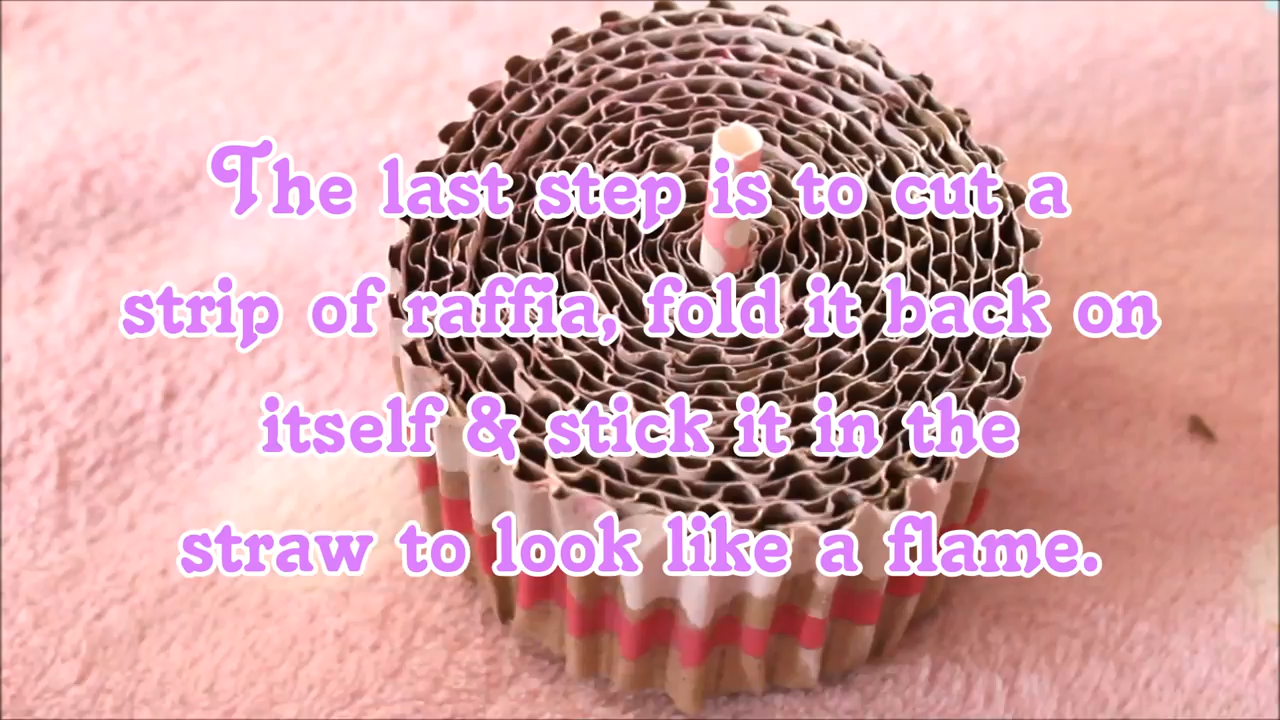 The last step is to cut a
strip of raffia, fold it back on
itself & stick it in the
straw to look like a flame.